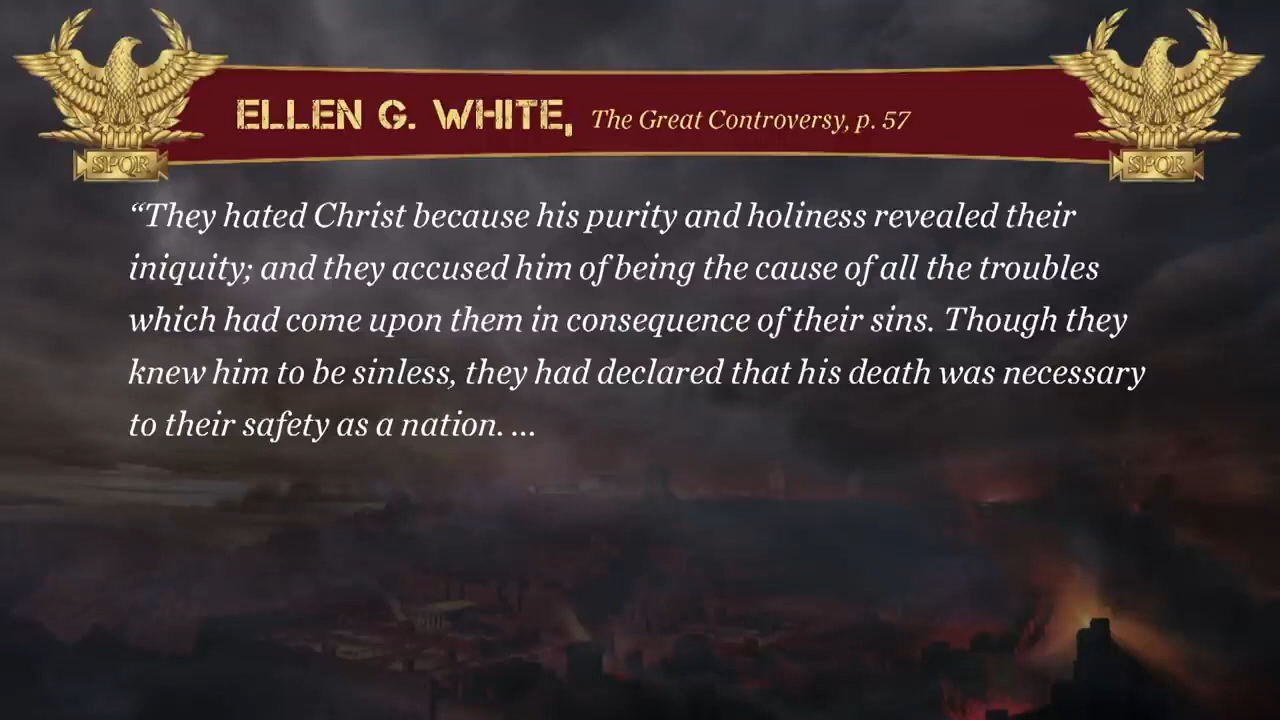 ELLEN G. WHITE, The Great Controversy, p. 57
SPQR SPQR
“They hated Christ because his purity and holiness revealed their
iniquity; and they accused him of being the cause of all the troubles
which had come upon them in consequence of their sins. Though they
knew him to be sinless, they had declared that his death was necessary
to their safety as a nation. ...